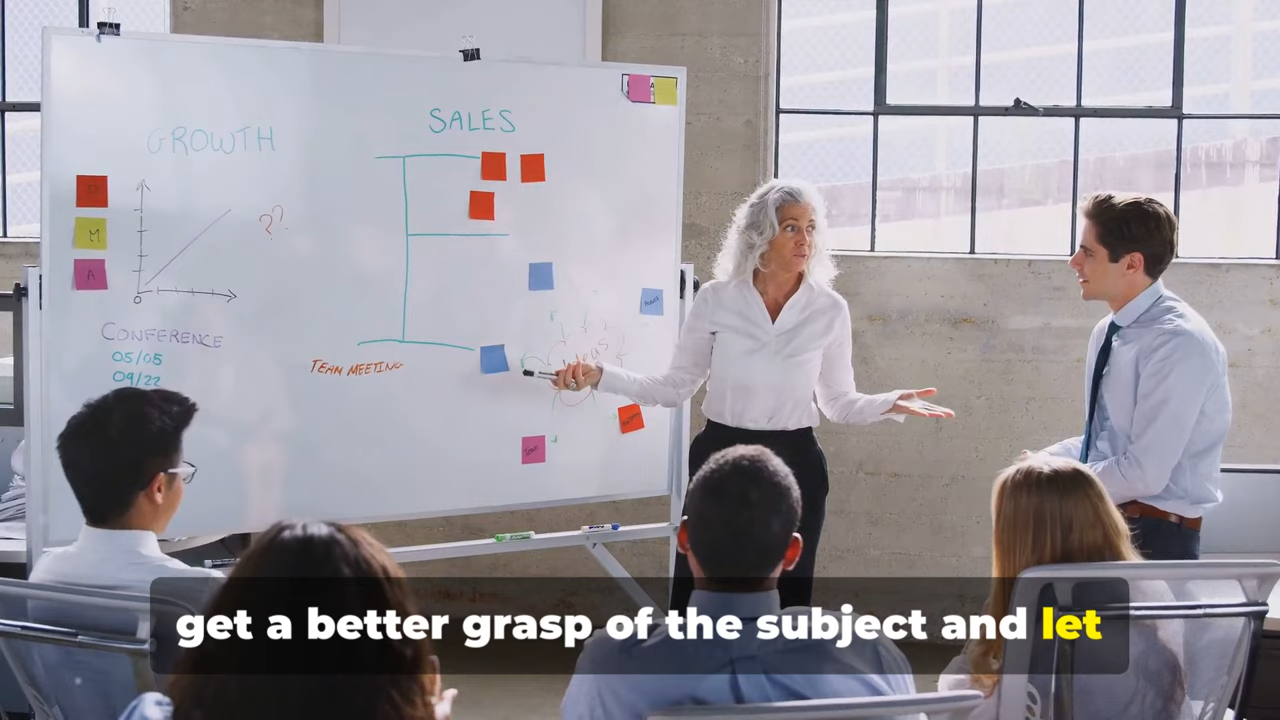 GROWTH
SALES
??
M
A
CONFERENCE
05/05
09/22
TEAM MEETING
get a better grasp of the subject and let